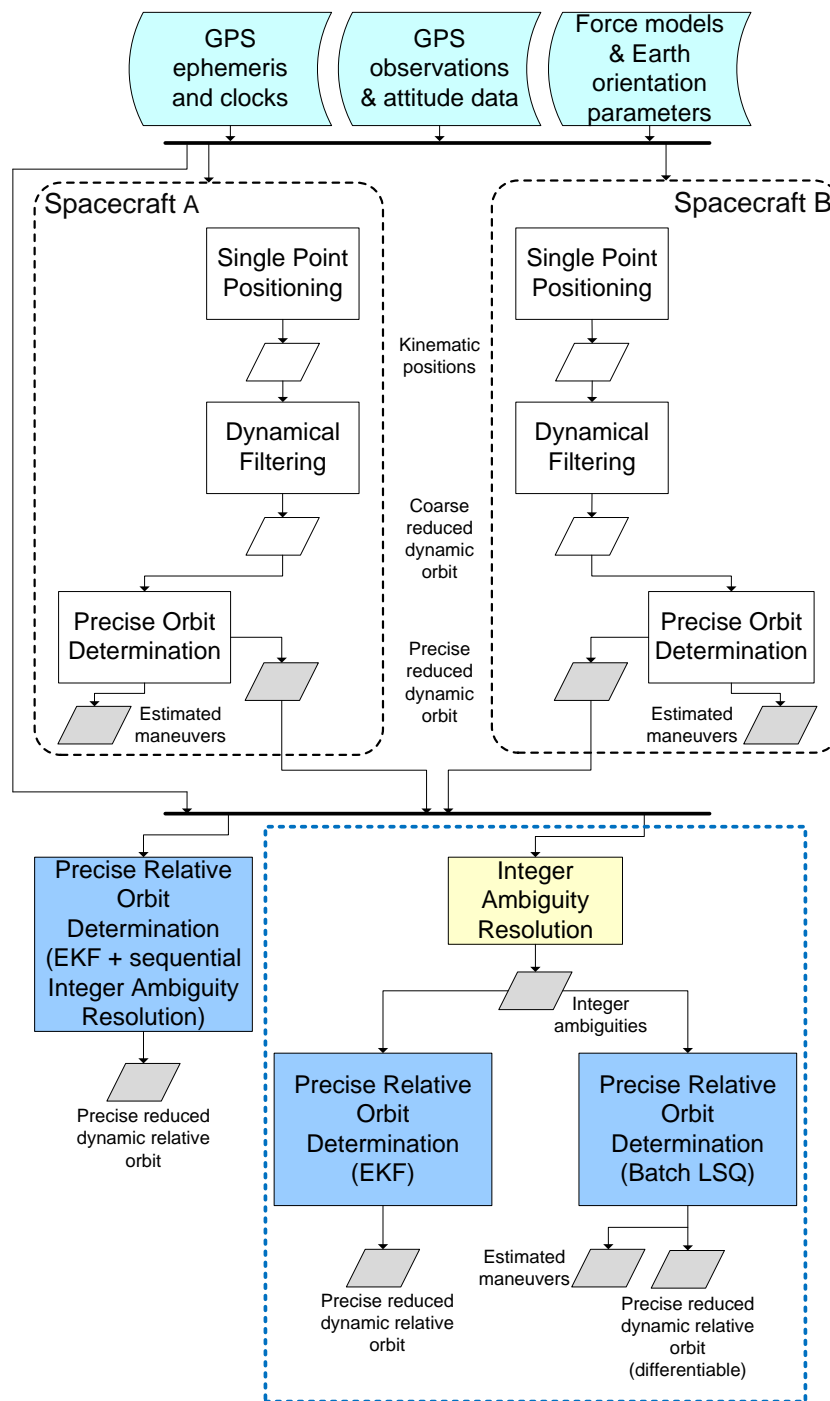 GPS
ephemeris
and clocks
GPS
observations
& attitude data
Force models
& Earth
orientation
parameters
Spacecraft A
Spacecraft B
Single Point
Positioning
Single Point
Positioning
Kinematic
positions
Dynamical
Filtering
Dynamical
Filtering
Coarse
reduced
dynamic
orbit
Precise Orbit
Determination
Precise Orbit
Determination
Precise
reduced
dynamic
orbit
Estimated
maneuvers
Estimated
maneuvers
Precise Relative
Orbit
Determination
(EKF + sequential
Integer Ambiguity
Resolution)
Integer
Ambiguity
Resolution
Integer
ambiguities
Precise reduced
dynamic relative
orbit
Precise Relative
Orbit
Determination
(EKF)
Precise Relative
Orbit
Determination
(Batch LSQ)
Estimated
maneuvers
Precise reduced
dynamic relative
orbit
Precise reduced
dynamic relative
orbit
(differentiable)